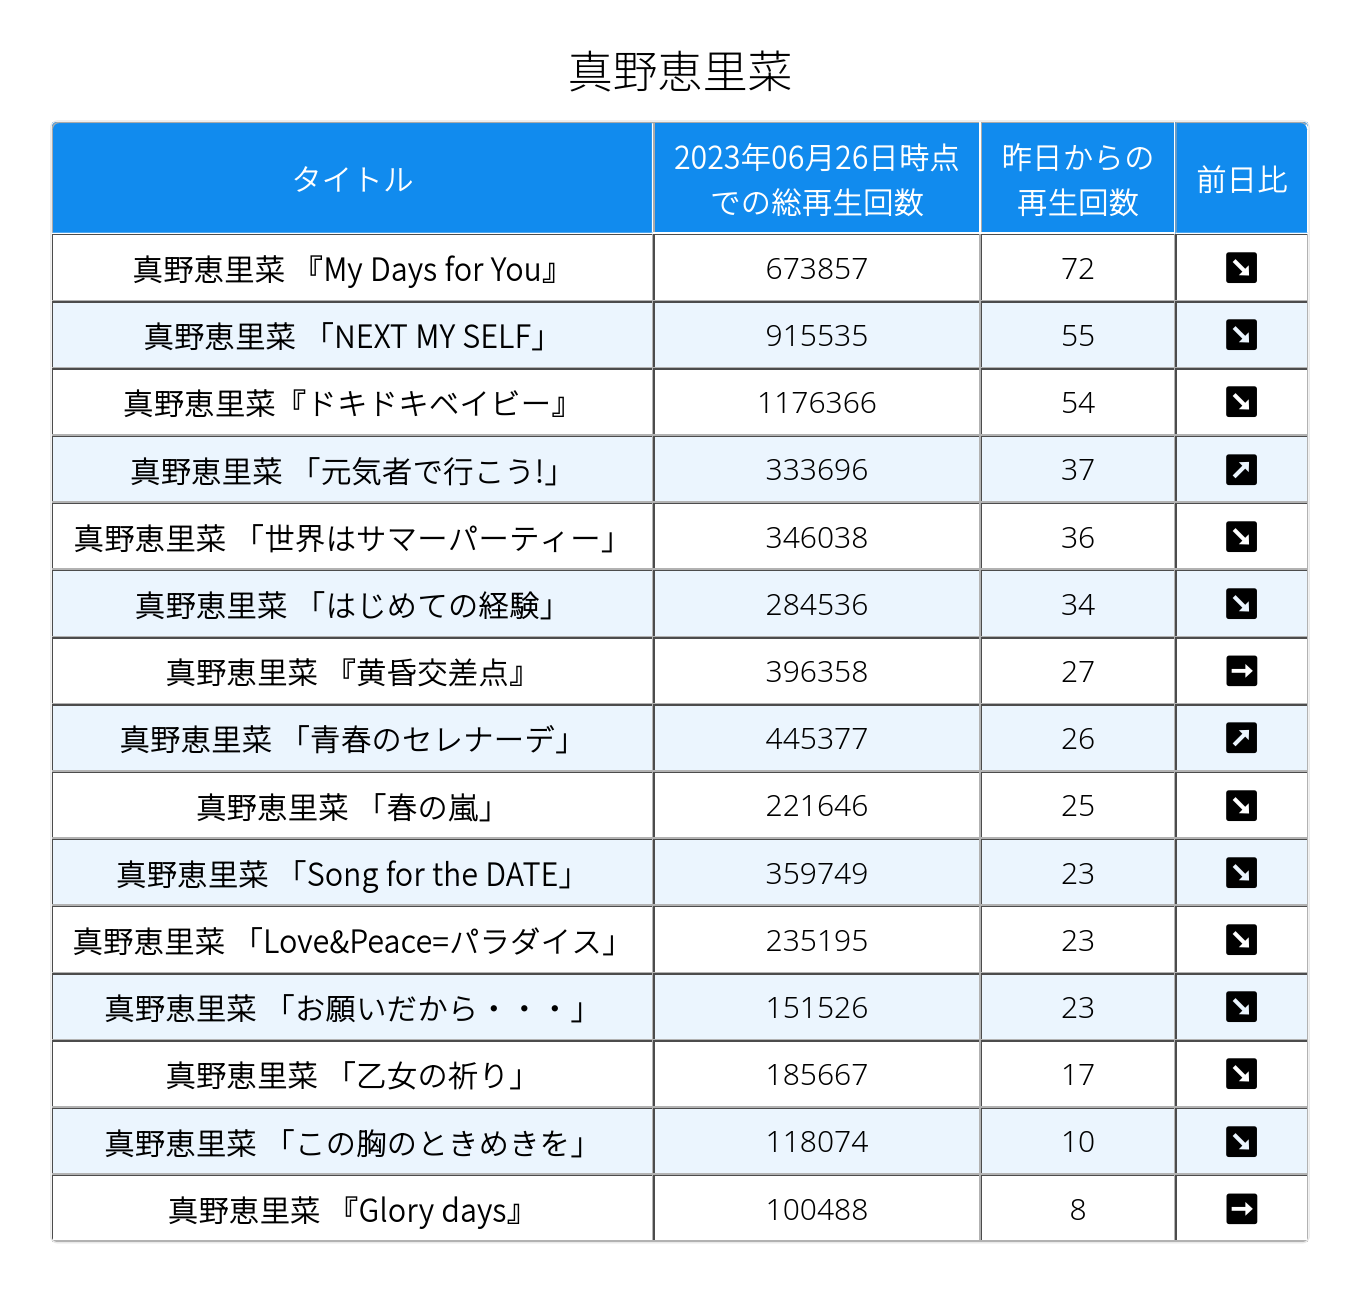 真野恵里菜
タイトル
2023年06月26日時点
での総再生回数
昨日からの
再生回数
前日比
真野恵里菜 『My Days for You』 673857 72 ↘
真野恵里菜 「NEXT MY SELF」 915535 55 ↘
真野恵里菜『ドキドキベイビー』 1176366 54 ↘
真野恵里菜 「元気者で行こう!」 333696 37 ↗
真野恵里菜 「世界はサマーパーティー」 346038 36 ↘
真野恵里菜 「はじめての経験」 284536 34 ↘
真野恵里菜 『黄昏交差点』 396358 27 →
真野恵里菜 「青春のセレナーデ」 445377 26 ↗
真野恵里菜 「春の嵐」 221646 25 ↘
真野恵里菜 「Song for the DATE」 359749 23 ↘
真野恵里菜 「Love&Peace=パラダイス」 235195 23 ↘
真野恵里菜 「お願いだから・・・」 151526 23 ↘
真野恵里菜 「乙女の祈り」 185667 17 ↘
真野恵里菜 「この胸のときめきを」 118074 10 ↘
真野恵里菜 『Glory days』 100488 8 →